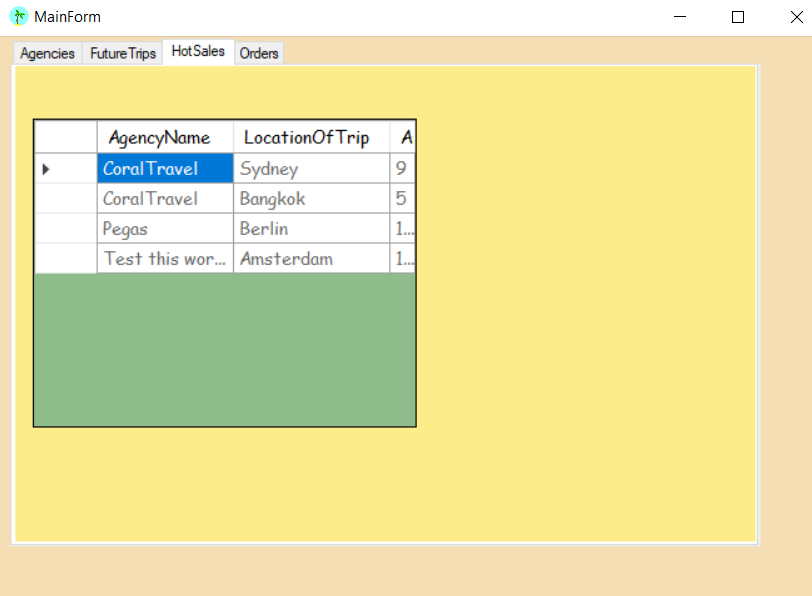 MainForm
Agencies FutureTrips HotSales Orders
AgencyName LocationOfTrip A
CoralTravel Sydney 9
CoralTravel Bangkok 5
Pegas Berlin 1...
Test this wor... Amsterdam 1...